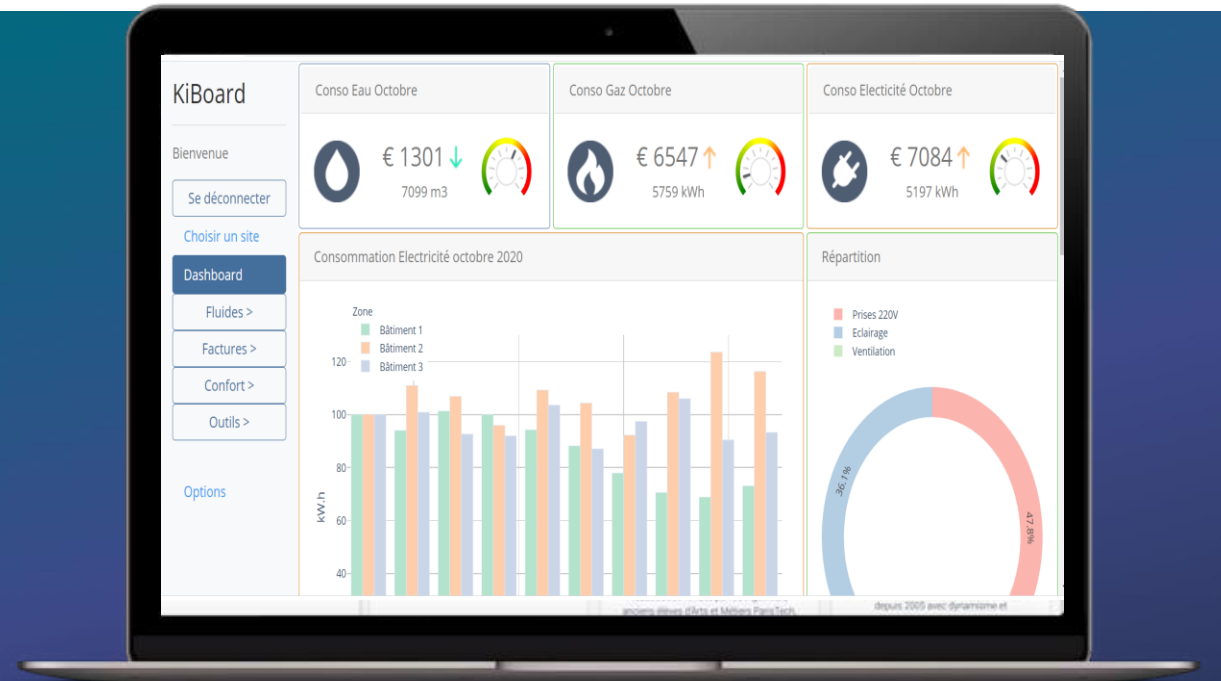 KiBoard
Bienvenue
Se déconnecter
Choisir un site
Dashboard
Fluides >
Factures >
Confort >
Outils >
Options
Conso Eau Octobre
€ 1301 ↓
7099 m3
Conso Gaz Octobre
€ 6547 ↑
5759 kWh
Conso Electicité Octobre
€ 7084 ↑
5197 kWh
Consommation Electricité octobre 2020
Zone
Bâtiment 1
Bâtiment 2
Bâtiment 3
120
100
80
60
40
kW.h
Répartition
Prises 220V
Eclairage
Ventilation
36.1%
47.8%
anciens élèves d'Arts et Métiers ParisTech,
depuis 2005 avec dynamisme et